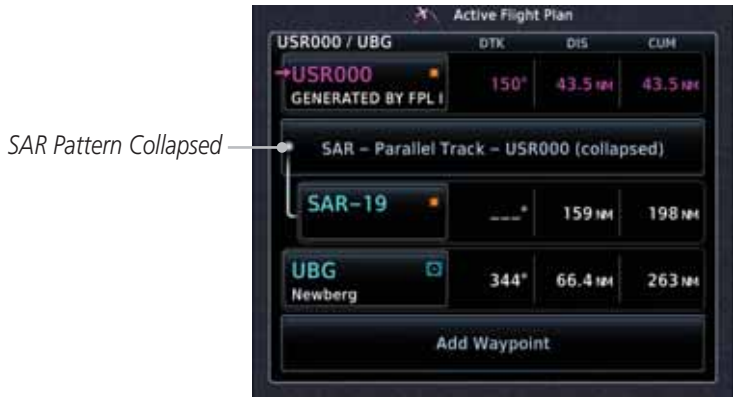 Active Flight Plan
USR000 / UBG DTK DIS CUM
USR000 150° 43.5 NM 43.5 NM
GENERATED BY FPL I
SAR Pattern Collapsed
SAR – Parallel Track – USR000 (collapsed)
SAR–19 ___° 159 NM 198 NM
UBG 344° 66.4 NM 263 NM
Newberg
Add Waypoint